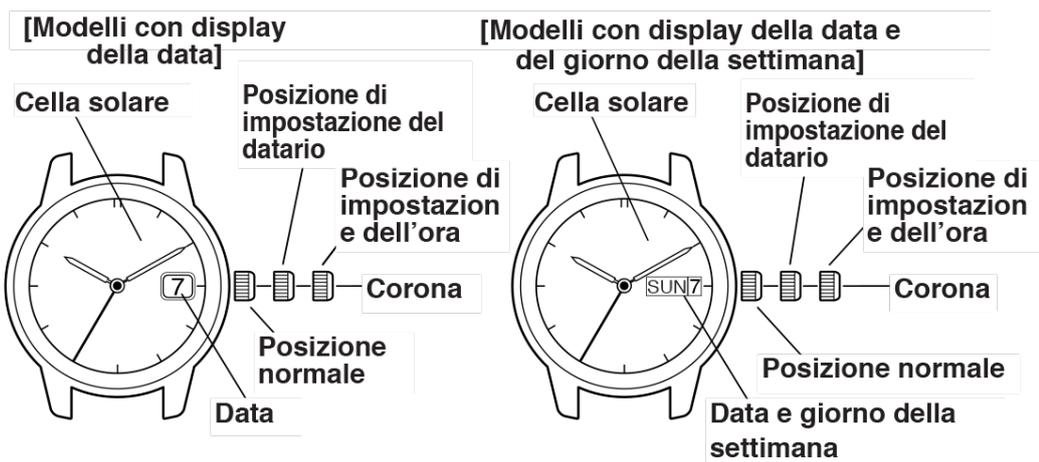 [Modelli con display
della data]
Cella solare
Posizione di
impostazione del
datario
Posizione di
impostazion
e dell'ora
7
Corona
Posizione
normale
Data
[Modelli con display della data e
del giorno della settimana]
Cella solare
Posizione di
impostazione del
datario
Posizione di
impostazion
e dell'ora
SUN 7
Corona
Posizione normale
Data e giorno della
settimana